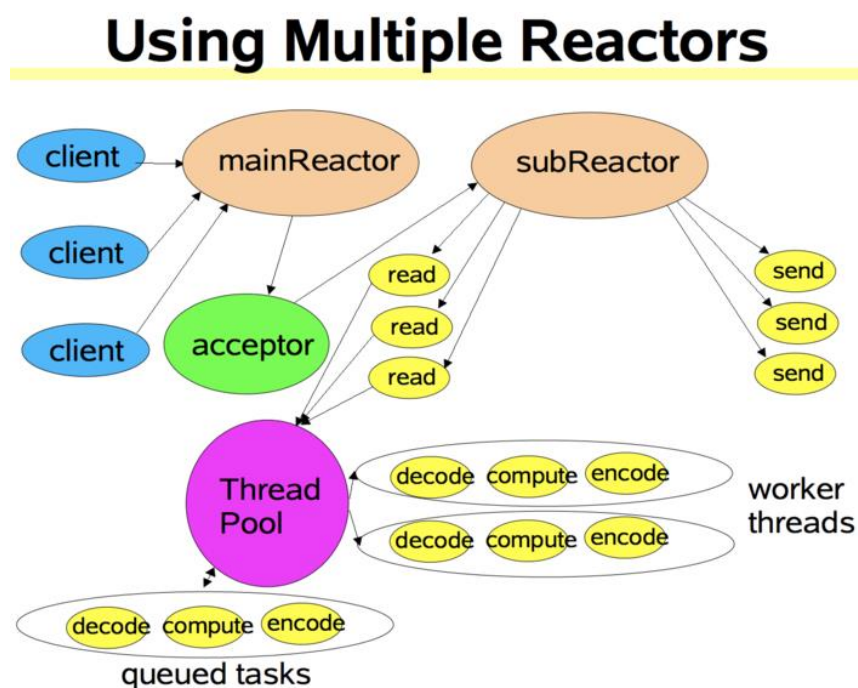 Using Multiple Reactors
client
mainReactor
subReactor
client
read
send
read
send
client
acceptor
read
send
Thread
Pool
decode compute encode
worker
threads
decode compute encode
decode compute encode
queued tasks